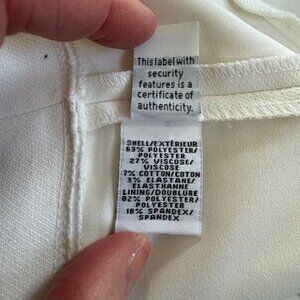 This label with
security
features is a
certificate of
authenticity.
SHELL/EXTÉRIEUR
63% POLYESTER/
POLYESTER
27% VISCOSE/
VISCOSE
7% COTTON/COTON
3% ELASTANE/
ELASTHANNE
LINING/DOUBLURE
82% POLYESTER/
POLYESTER
18% SPANDEX/
SPANDEX